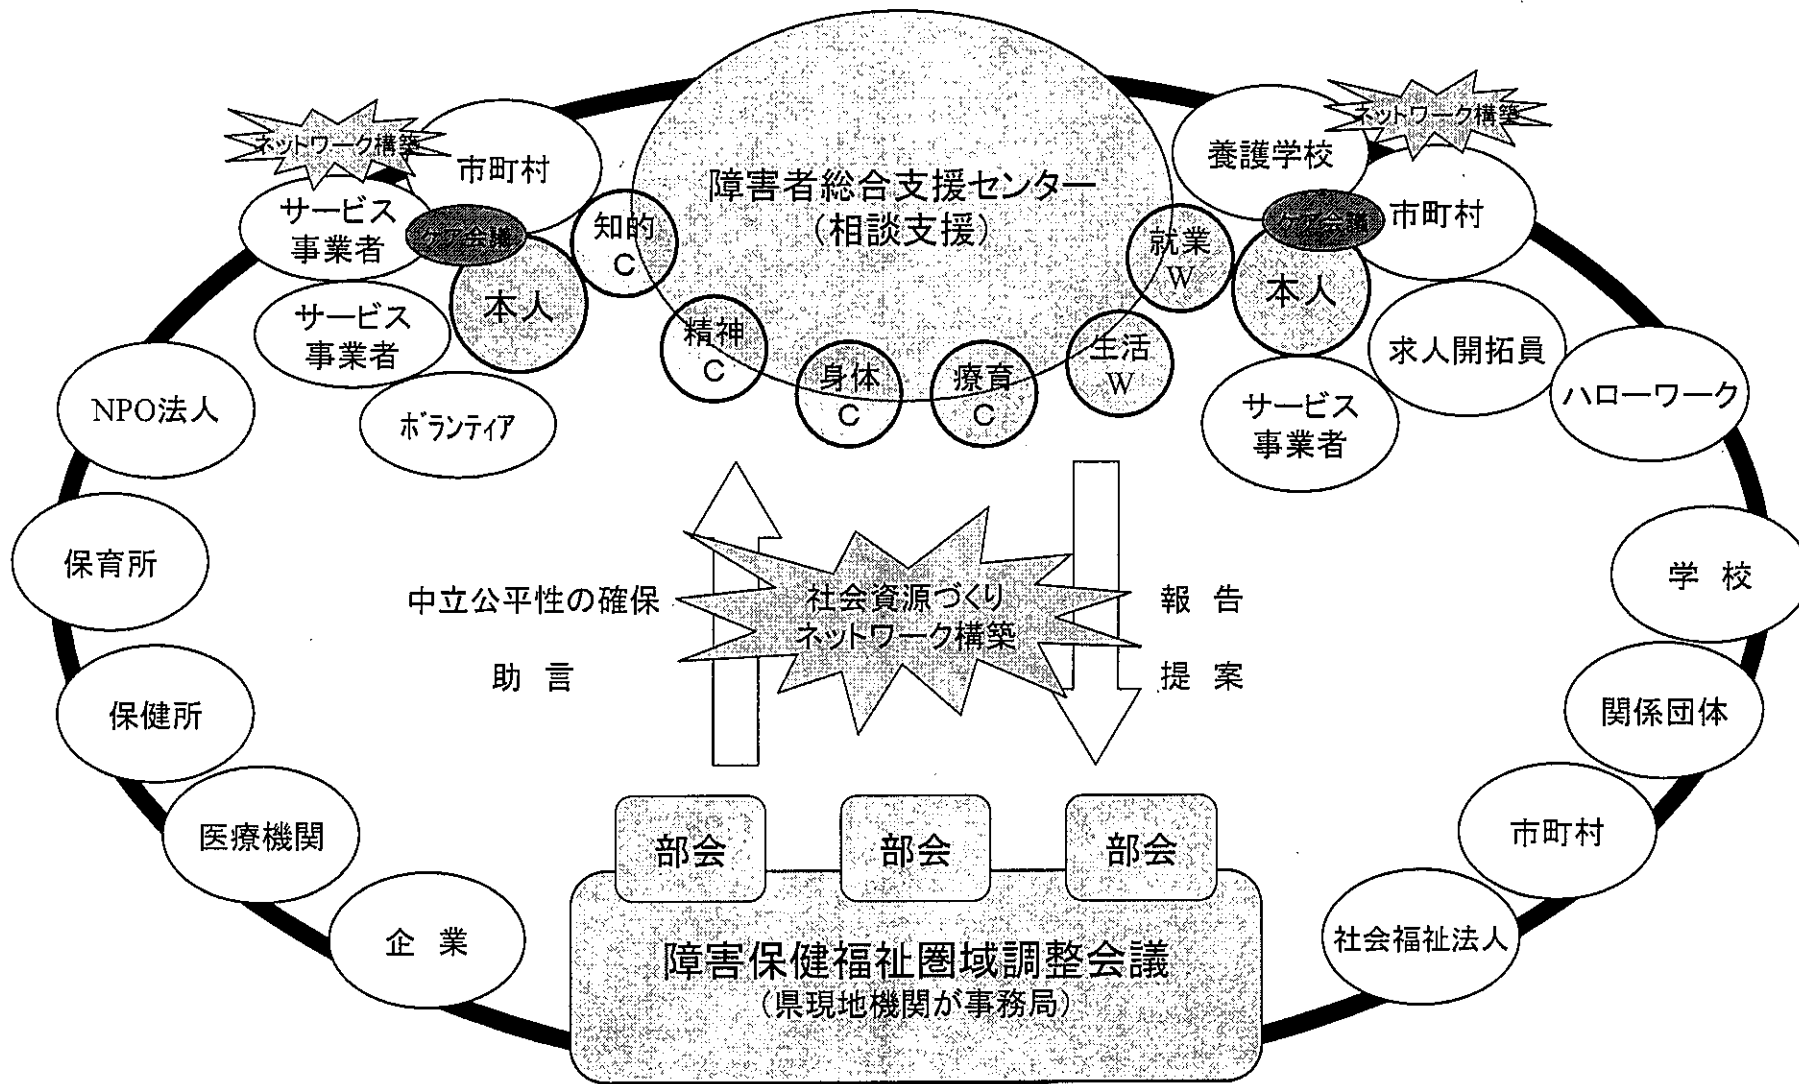 ネットワーク構築
市町村
サービス
事業者
ケア会議
本人
サービス
事業者
ボランティア
障害者総合支援センター
(相談支援)
知的
C
精神
C
身体
C
療育
C
生活
W
就業
W
養護学校
ネットワーク構築
市町村
ケア会議
本人
求人開拓員
サービス
事業者
ハローワーク
NPO法人
保育所
保健所
医療機関
企 業
中立公平性の確保
助 言
社会資源づくり
ネットワーク構築
報 告
提 案
学 校
関係団体
市町村
社会福祉法人
部会
部会
部会
障害保健福祉圏域調整会議
(県現地機関が事務局)